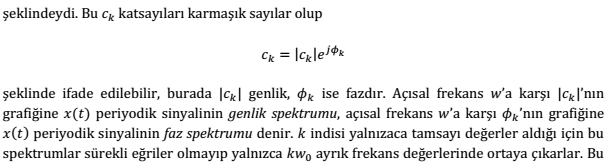 şeklindeydi. Bu c_k katsayıları karmaşık sayılar olup
c_k = |c_k|e^{jϕ_k}
şeklinde ifade edilebilir, burada |c_k| genlik, ϕ_k ise fazdır. Açısal frekans w'a karşı |c_k|'nın
grafiğine x(t) periyodik sinyalinin genlik spektrumu, açısal frekans w'a karşı ϕ_k'nın grafiğine
x(t) periyodik sinyalinin faz spektrumu denir. k indisi yalnızaca tamsayı değerler aldığı için bu
spektrumlar sürekli eğriler olmayıp yalnızca kw_0 ayrık frekans değerlerinde ortaya çıkarlar. Bu